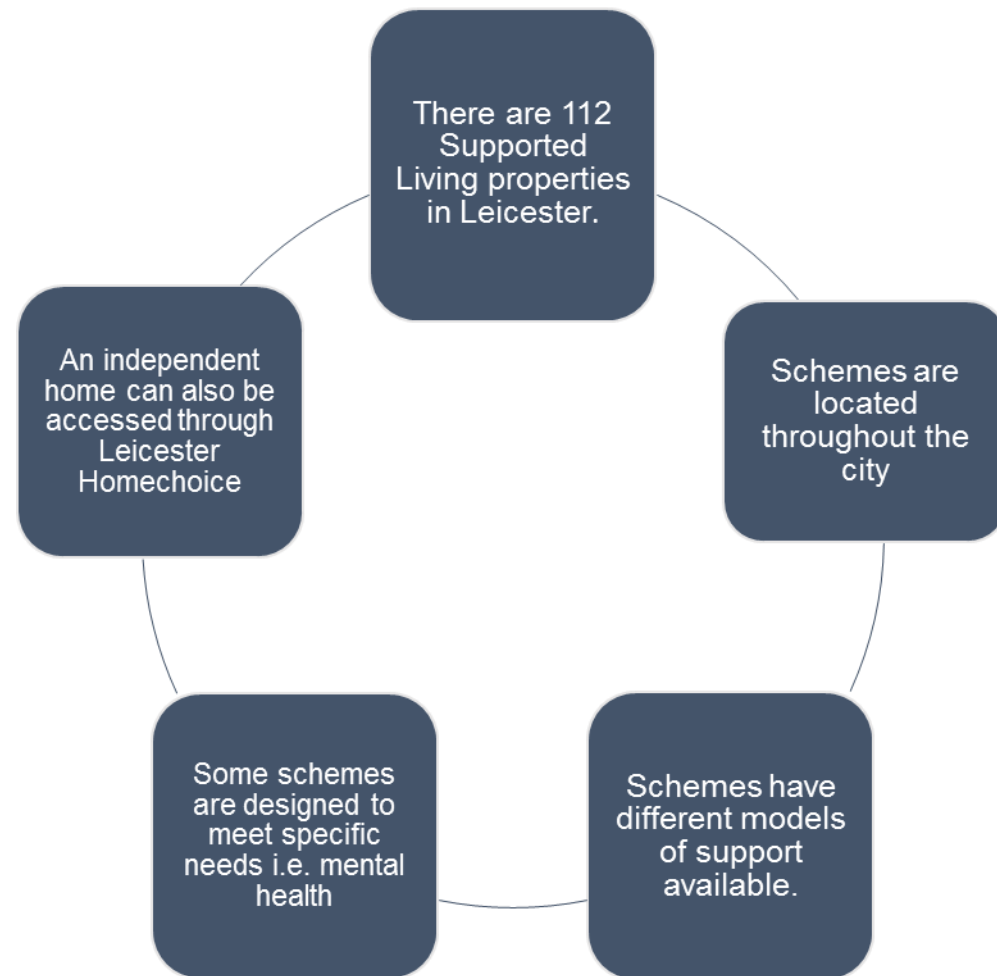 There are 112
Supported
Living properties
in Leicester.
Schemes are
located
throughout the
city
Schemes have
different models
of support
available.
Some schemes
are designed to
meet specific
needs i.e. mental
health
An independent
home can also be
accessed through
Leicester
Homechoice